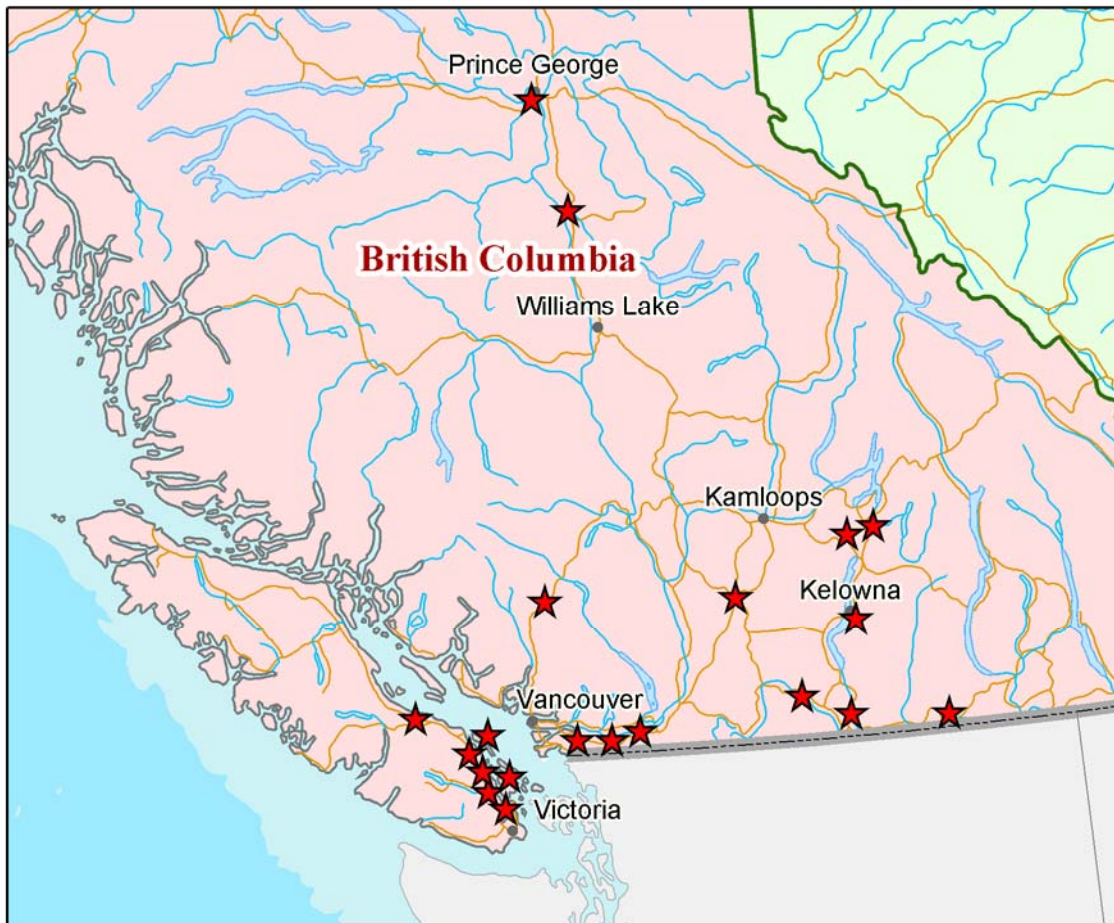 Prince George
British Columbia
Williams Lake
Kamloops
Kelowna
Vancouver
Victoria